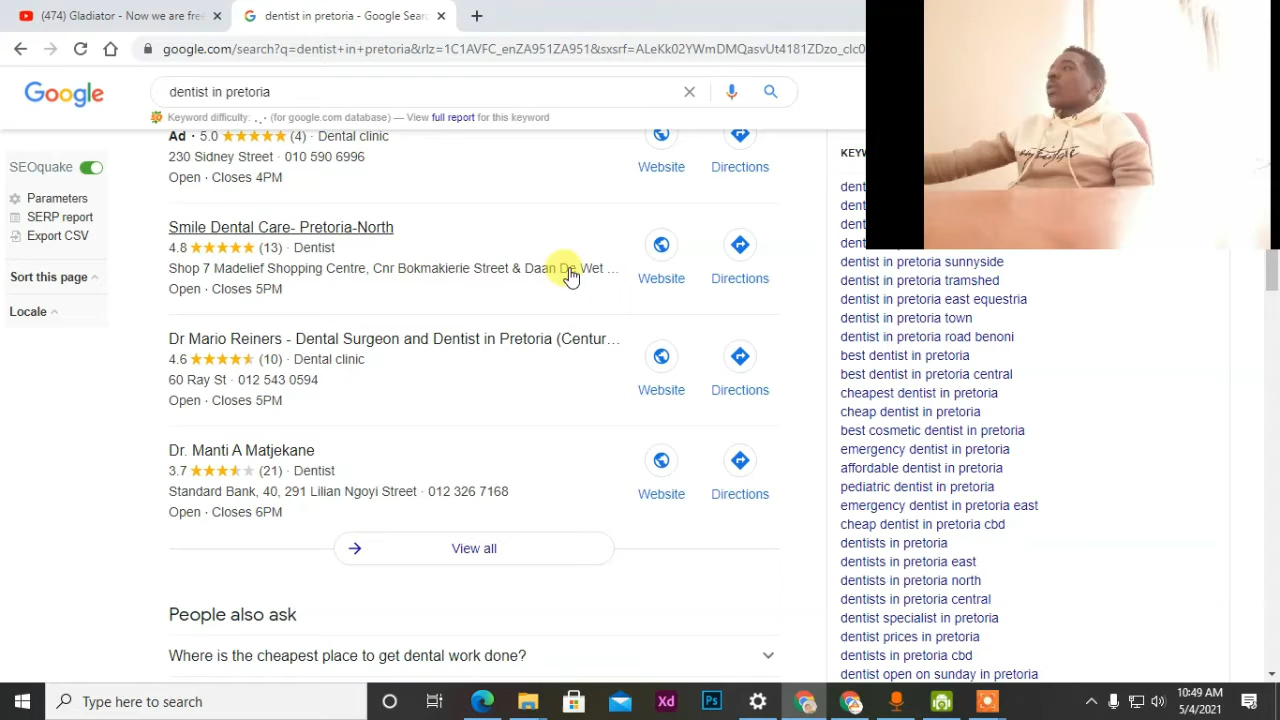 (474) Gladiator - Now we are free
dentist in pretoria - Google Sear
google.com/search?q=dentist+in+pretoria&rlz=1C1AVFC_enZA951ZA951&sxsrf=
Google
dentist in pretoria
Keyword difficulty: (for google.com database) — View full report for this keyword
SEOquake
Parameters
SERP report
Export CSV
Sort this page
Locale
Ad · 5.0 (4) · Dental clinic
230 Sidney Street · 010 590 6996
Open · Closes 4PM
Website
Directions
Smile Dental Care- Pretoria-North
4.8 (13) · Dentist
Shop 7 Madelief Shopping Centre, Cnr Bokmakierie Street & Daan De Wet ...
Open · Closes 5PM
Website
Directions
Dr Mario Reiners - Dental Surgeon and Dentist in Pretoria (Centur...
4.6 (10) · Dental clinic
60 Ray St · 012 543 0594
Open · Closes 5PM
Website
Directions
Dr. Manti A Matjekane
3.7 (21) · Dentist
Standard Bank, 40, 291 Lilian Ngoyi Street · 012 326 7168
Open · Closes 6PM
Website
Directions
View all
People also ask
Where is the cheapest place to get dental work done?
KEYW
dent
dent
dent
dent
dentist in pretoria sunnyside
dentist in pretoria tramshed
dentist in pretoria east equestria
dentist in pretoria town
dentist in pretoria road benoni
best dentist in pretoria
best dentist in pretoria central
cheapest dentist in pretoria
cheap dentist in pretoria
best cosmetic dentist in pretoria
emergency dentist in pretoria
affordable dentist in pretoria
pediatric dentist in pretoria
emergency dentist in pretoria east
cheap dentist in pretoria cbd
dentists in pretoria
dentists in pretoria east
dentists in pretoria north
dentists in pretoria central
dentist specialist in pretoria
dentist prices in pretoria
dentists in pretoria cbd
dentist open on sunday in pretoria
Type here to search
Xd
Ps
10:49 AM
5/4/2021